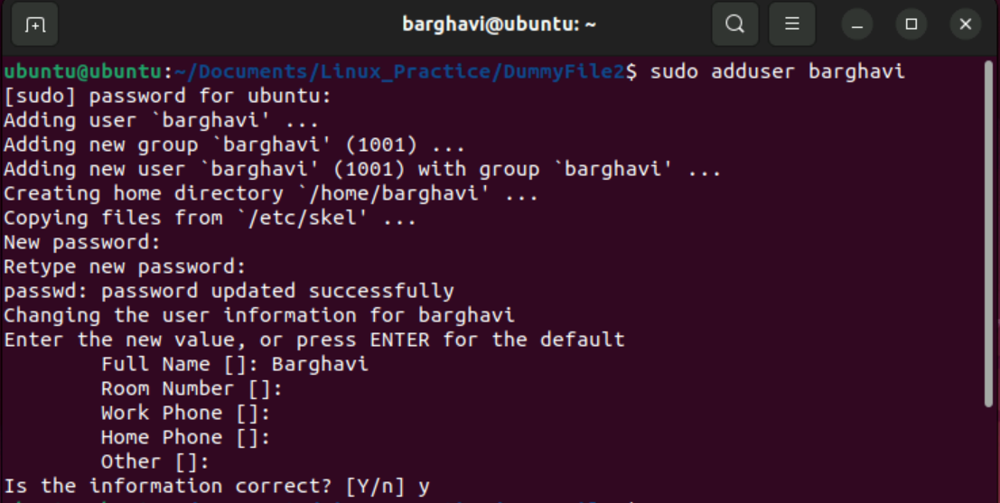 barghavi@ubuntu: ~
ubuntu@ubuntu:~/Documents/Linux_Practice/DummyFile2$ sudo adduser barghavi
[sudo] password for ubuntu:
Adding user `barghavi' ...
Adding new group `barghavi' (1001) ...
Adding new user `barghavi' (1001) with group `barghavi' ...
Creating home directory `/home/barghavi' ...
Copying files from `/etc/skel' ...
New password:
Retype new password:
passwd: password updated successfully
Changing the user information for barghavi
Enter the new value, or press ENTER for the default
Full Name []: Barghavi
Room Number []:
Work Phone []:
Home Phone []:
Other []:
Is the information correct? [Y/n] y